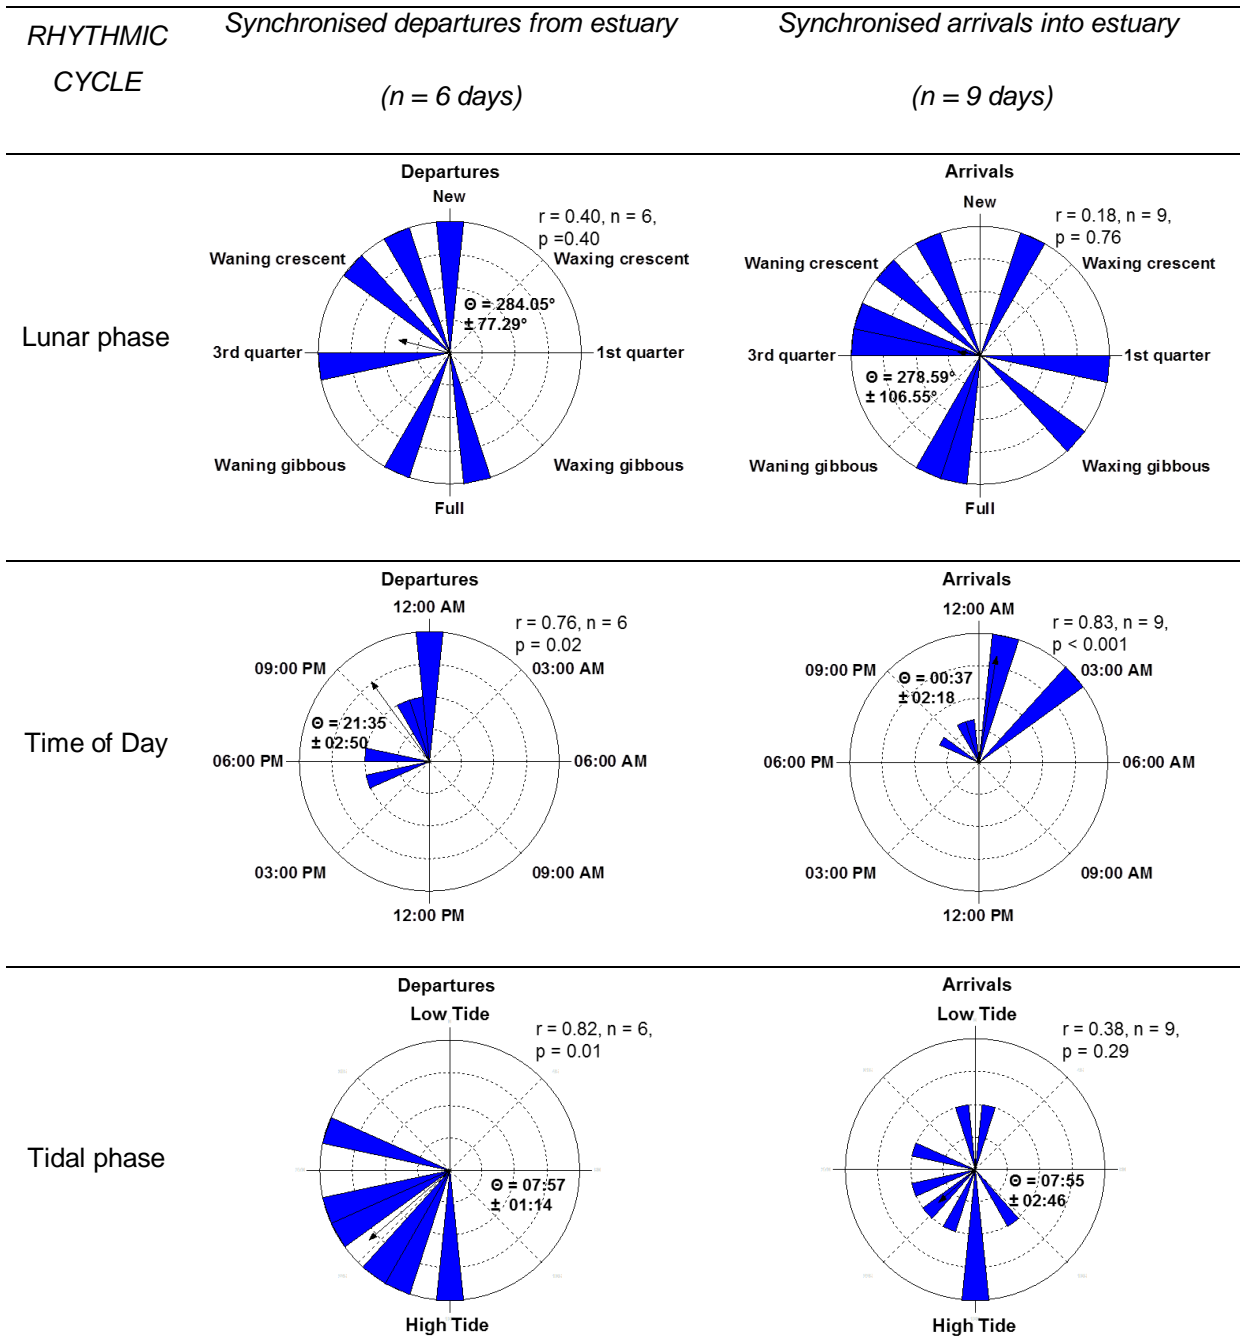 RHYTHMIC
CYCLE
Synchronised departures from estuary
(n = 6 days)
Synchronised arrivals into estuary
(n = 9 days)
Lunar phase
Departures
New
r = 0.40, n = 6,
p =0.40
Waning crescent
Waxing crescent
Θ = 284.05°
± 77.29°
3rd quarter
1st quarter
Waning gibbous
Waxing gibbous
Full
Arrivals
New
r = 0.18, n = 9,
p = 0.76
Waning crescent
Waxing crescent
3rd quarter
1st quarter
Θ = 278.59°
± 106.55°
Waning gibbous
Waxing gibbous
Full
Time of Day
Departures
12:00 AM
r = 0.76, n = 6
p = 0.02
09:00 PM
03:00 AM
Θ = 21:35
± 02:50
06:00 PM
06:00 AM
03:00 PM
09:00 AM
12:00 PM
Arrivals
12:00 AM
r = 0.83, n = 9,
p < 0.001
09:00 PM
03:00 AM
Θ = 00:37
± 02:18
06:00 PM
06:00 AM
03:00 PM
09:00 AM
12:00 PM
Tidal phase
Departures
Low Tide
r = 0.82, n = 6,
p = 0.01
Θ = 07:57
± 01:14
High Tide
Arrivals
Low Tide
r = 0.38, n = 9,
p = 0.29
Θ = 07:55
± 02:46
High Tide